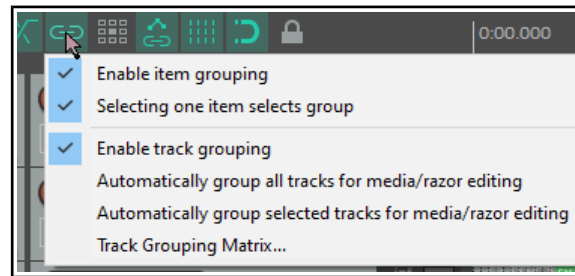 0:00.000
Enable item grouping
Selecting one item selects group
Enable track grouping
Automatically group all tracks for media/razor editing
Automatically group selected tracks for media/razor editing
Track Grouping Matrix...